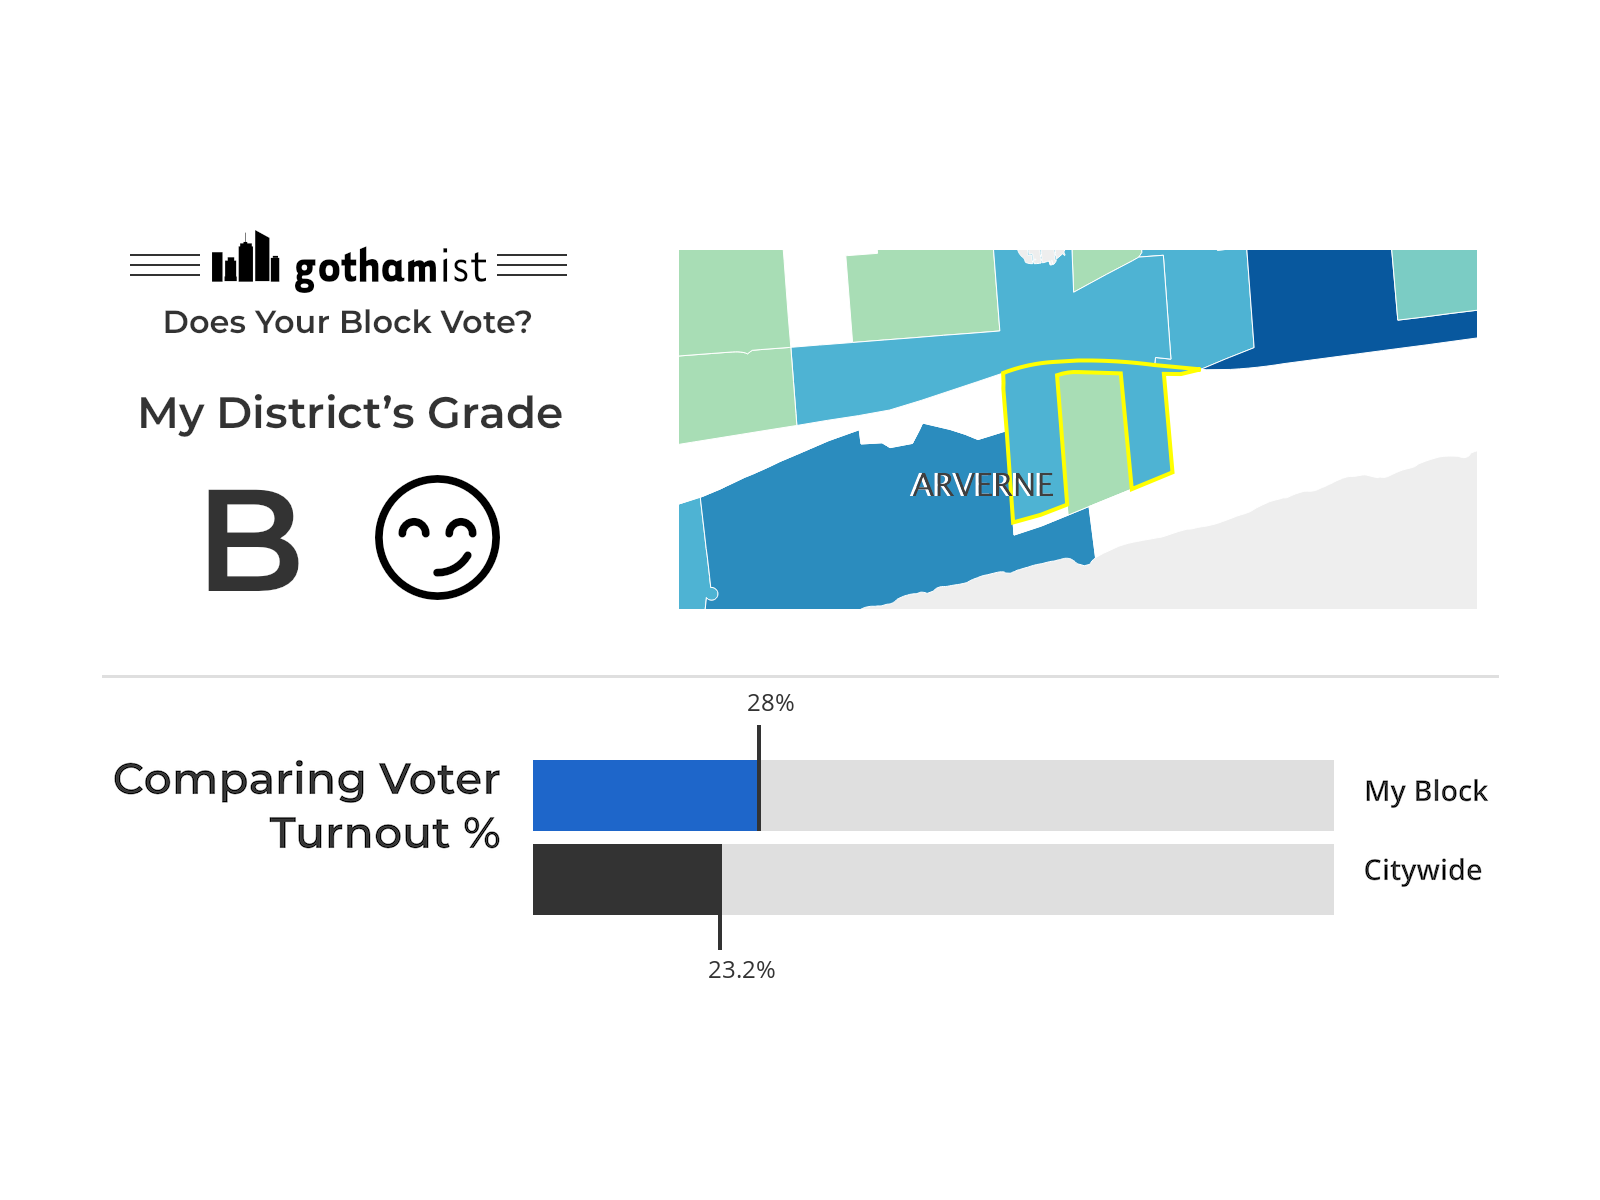 gothamist
Does Your Block Vote?
My District’s Grade
B
ARVERNE
28%
Comparing Voter
Turnout %
My Block
Citywide
23.2%